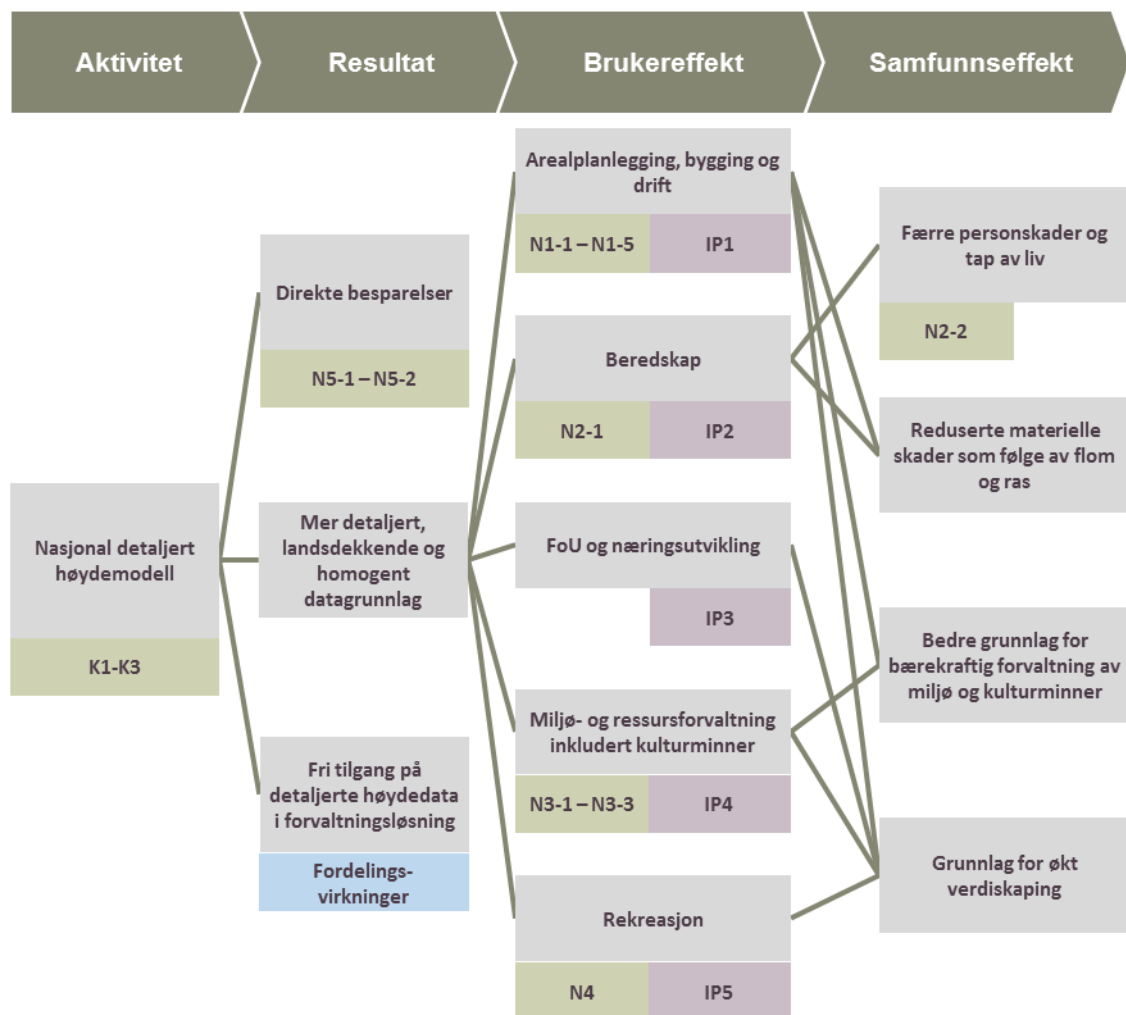 Aktivitet
Resultat
Brukereffekt
Samfunnseffekt
Nasjonal detaljert
høydemodell
K1-K3
Direkte besparelser
N5-1 – N5-2
Mer detaljert,
landsdekkende og
homogent
datagrunnlag
Fri tilgang på
detaljerte høydedata
i forvaltningsløsning
Fordelings-
virkninger
Arealplanlegging, bygging og
drift
N1-1 – N1-5
IP1
Beredskap
N2-1
IP2
FoU og næringsutvikling
IP3
Miljø- og ressursforvaltning
inkludert kulturminner
N3-1 – N3-3
IP4
Rekreasjon
N4
IP5
Færre personskader og
tap av liv
N2-2
Reduserte materielle
skader som følge av flom
og ras
Bedre grunnlag for
bærekraftig forvaltning av
miljø og kulturminner
Grunnlag for økt
verdiskaping